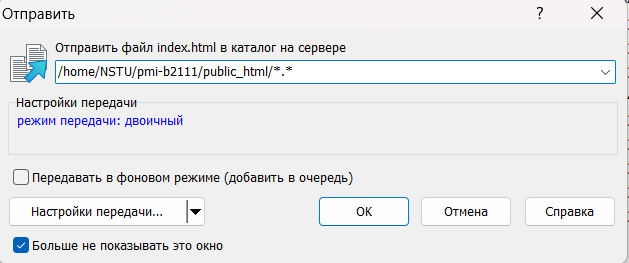 Отправить
?
Отправить файл index.html в каталог на сервере
/home/NSTU/pmi-b2111/public_html/*.*
Настройки передачи
режим передачи: двоичный
Передавать в фоновом режиме (добавить в очередь)
Настройки передачи...
ОК
Отмена
Справка
Больше не показывать это окно